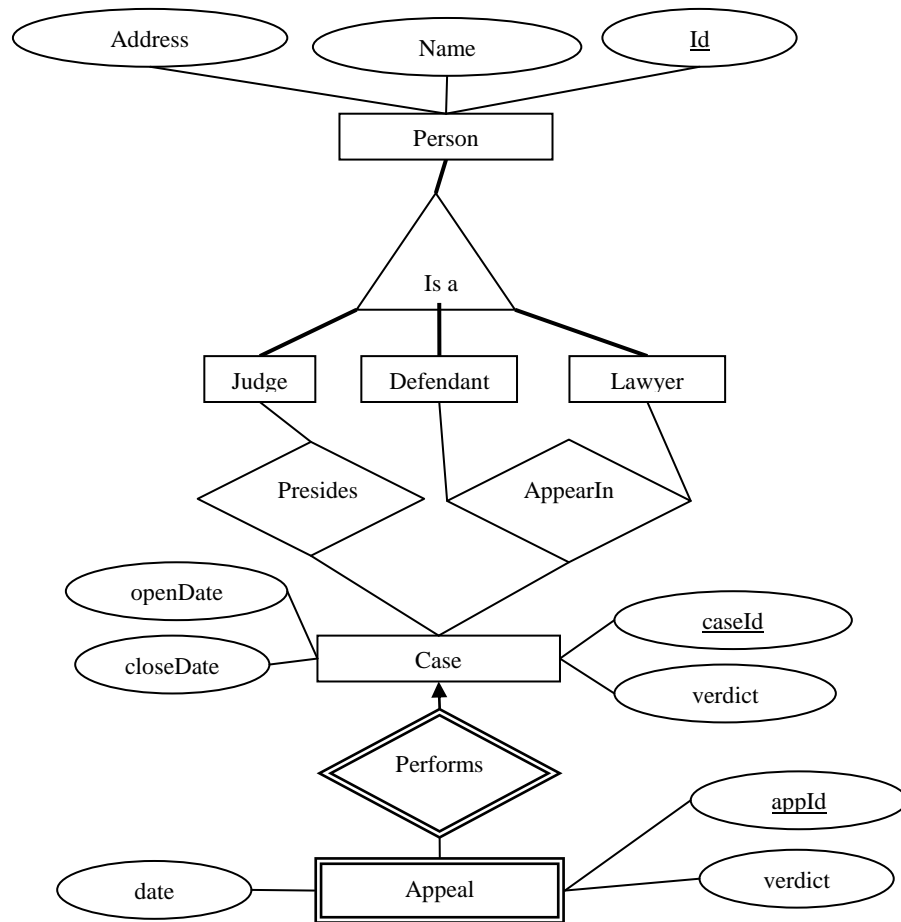 Address
Name
Id
Person
Is a
Judge
Defendant
Lawyer
Presides
AppearIn
openDate
caseId
closeDate
Case
verdict
Performs
appId
date
Appeal
verdict